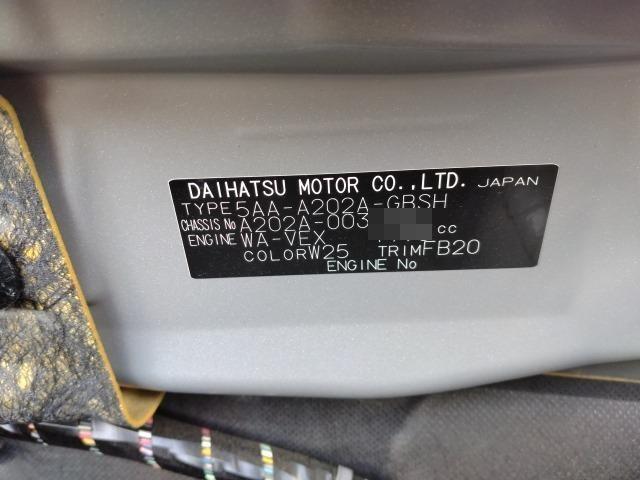 DAIHATSU MOTOR CO.,LTD. JAPAN
TYPE 5AA-A202A-GBSH
CHASSIS No A202A-003
ENGINE WA-VEX cc
COLOR W25 TRIM FB20
ENGINE No